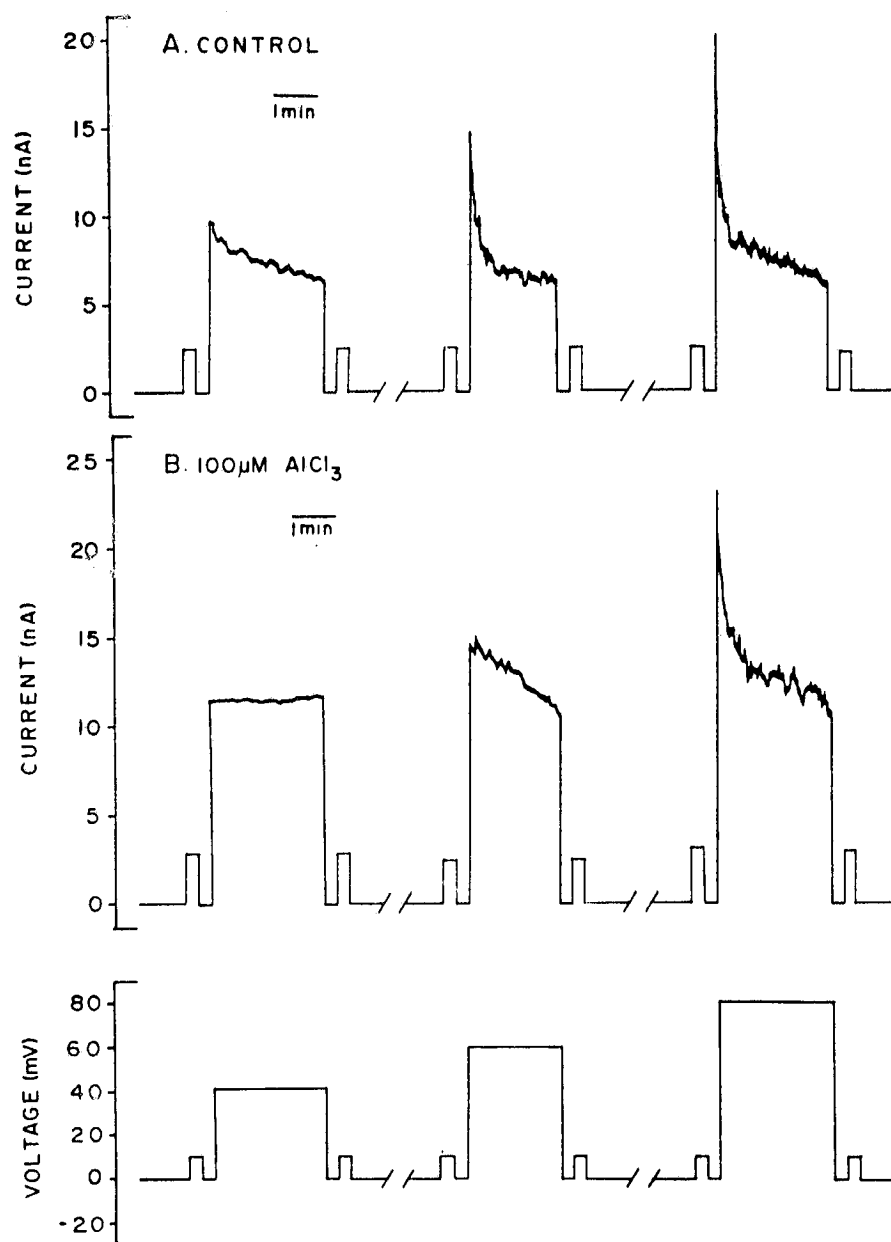 A. CONTROL
1min
CURRENT (nA)
20
15
10
5
0
B. 100µM AlCl3
1min
CURRENT (nA)
25
20
15
10
5
0
VOLTAGE (mV)
80
60
40
20
0
-20